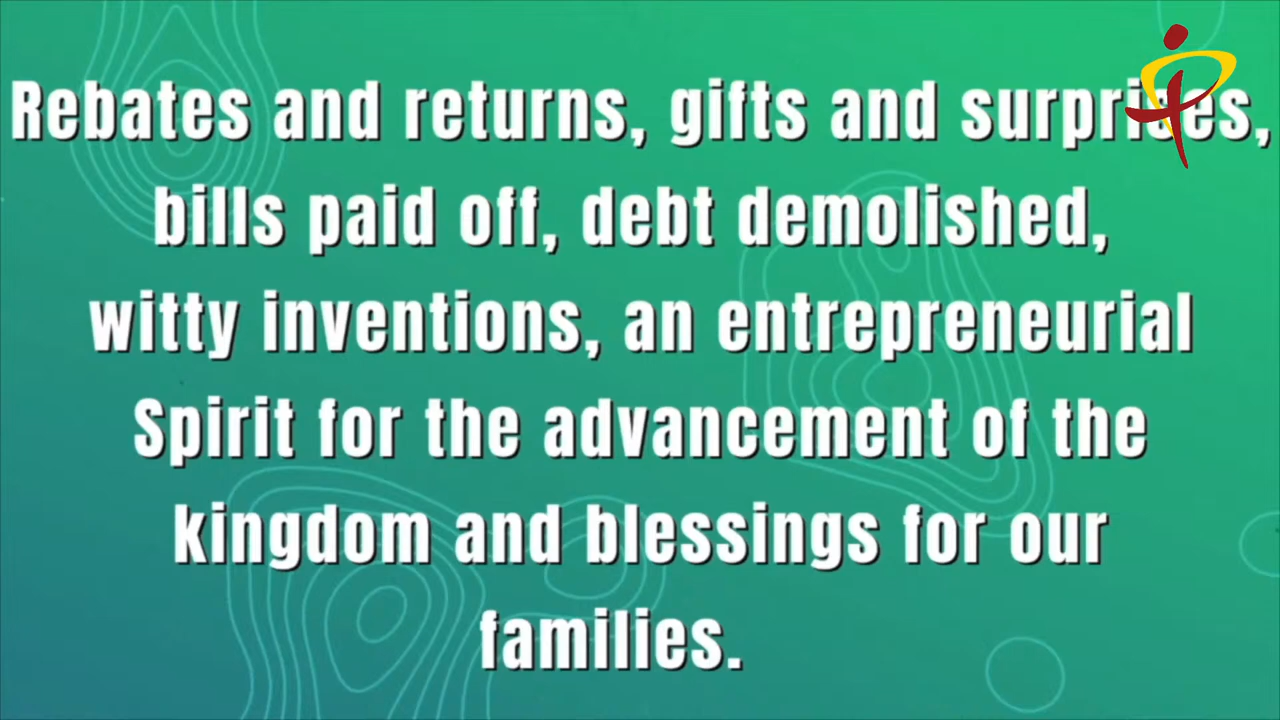 Rebates and returns, gifts and surprises,
bills paid off, debt demolished,
witty inventions, an entrepreneurial
Spirit for the advancement of the
kingdom and blessings for our
families.